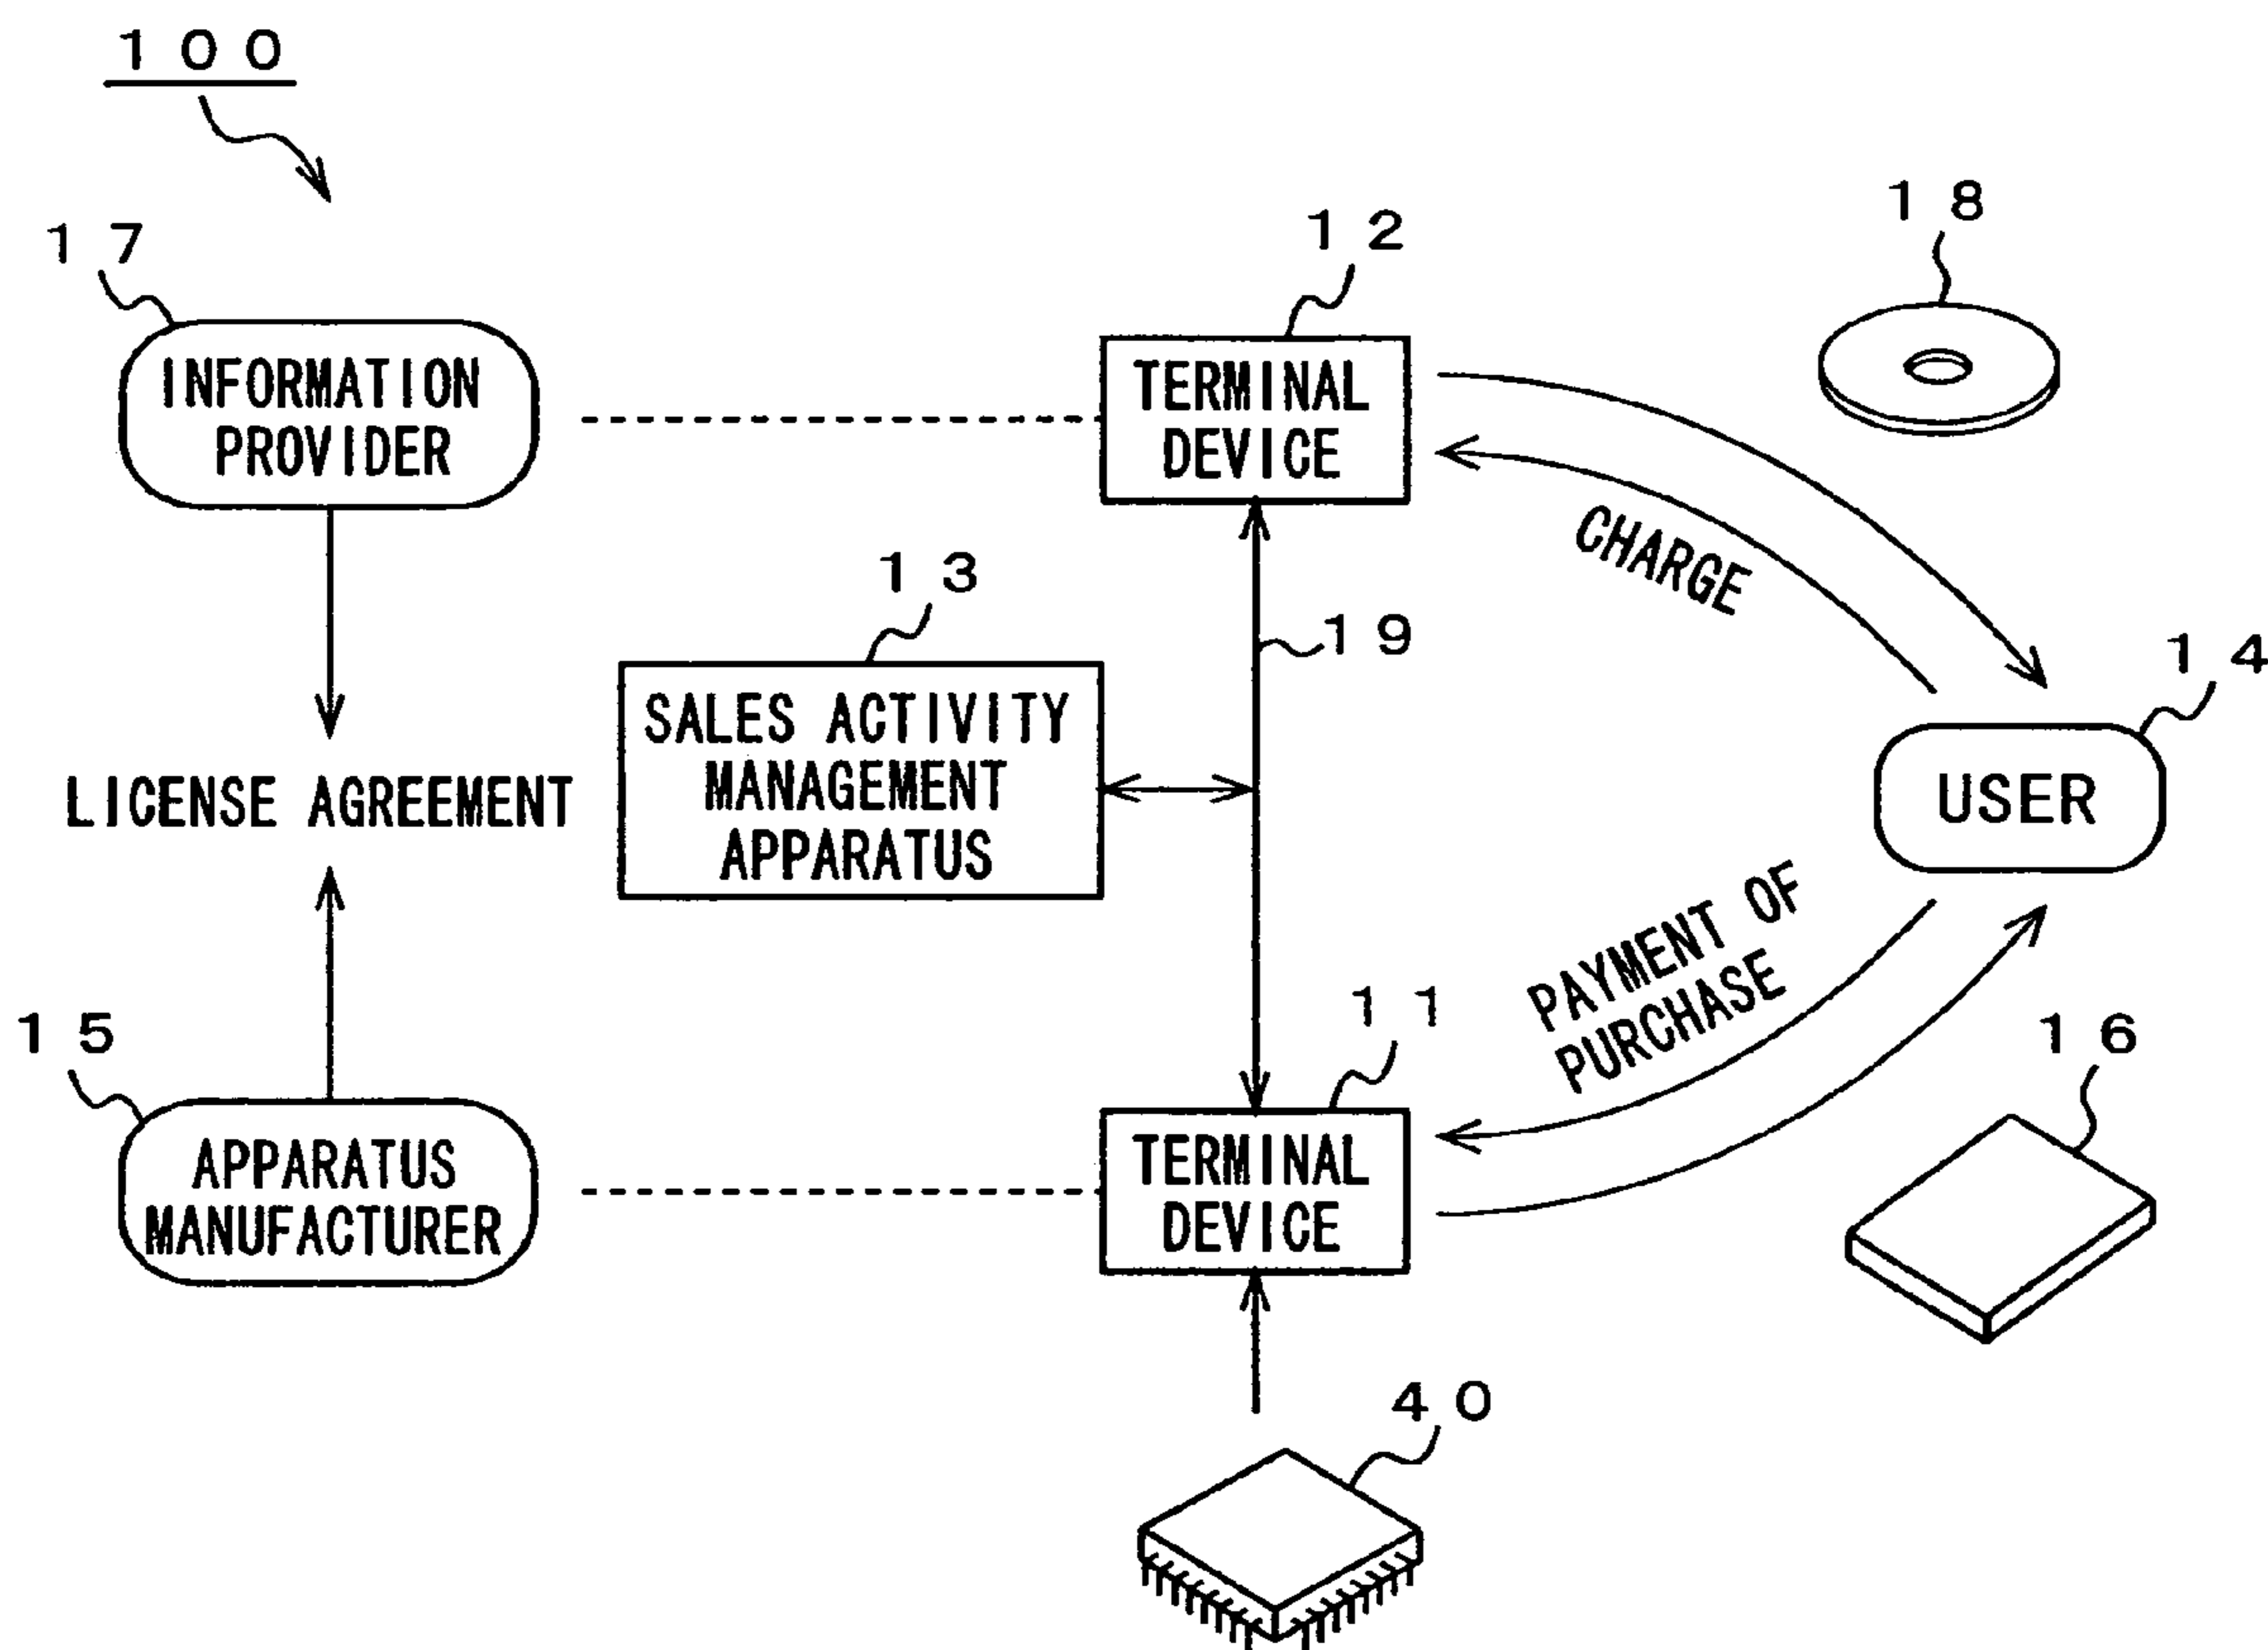 100
17
INFORMATION
PROVIDER
12
TERMINAL
DEVICE
18
CHARGE
13
SALES ACTIVITY
MANAGEMENT
APPARATUS
19
14
USER
LICENSE AGREEMENT
PAYMENT OF
PURCHASE
15
APPARATUS
MANUFACTURER
11
TERMINAL
DEVICE
16
40